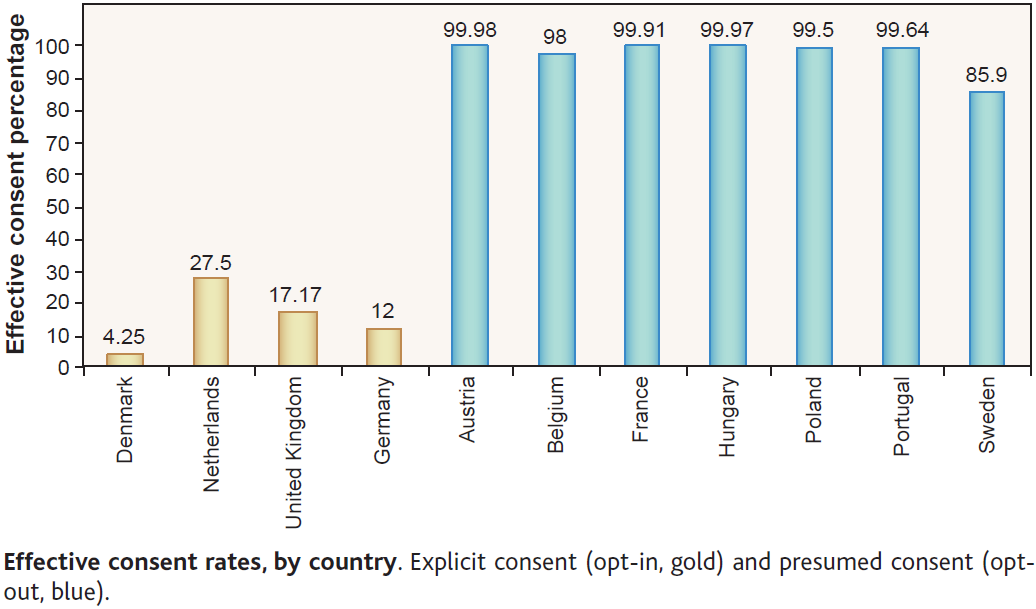 Effective consent percentage
100
90
80
70
60
50
40
30
20
10
0
4.25
27.5
17.17
12
99.98
98
99.91
99.97
99.5
99.64
85.9
Denmark
Netherlands
United Kingdom
Germany
Austria
Belgium
France
Hungary
Poland
Portugal
Sweden
Effective consent rates, by country. Explicit consent (opt-in, gold) and presumed consent (opt-
out, blue).